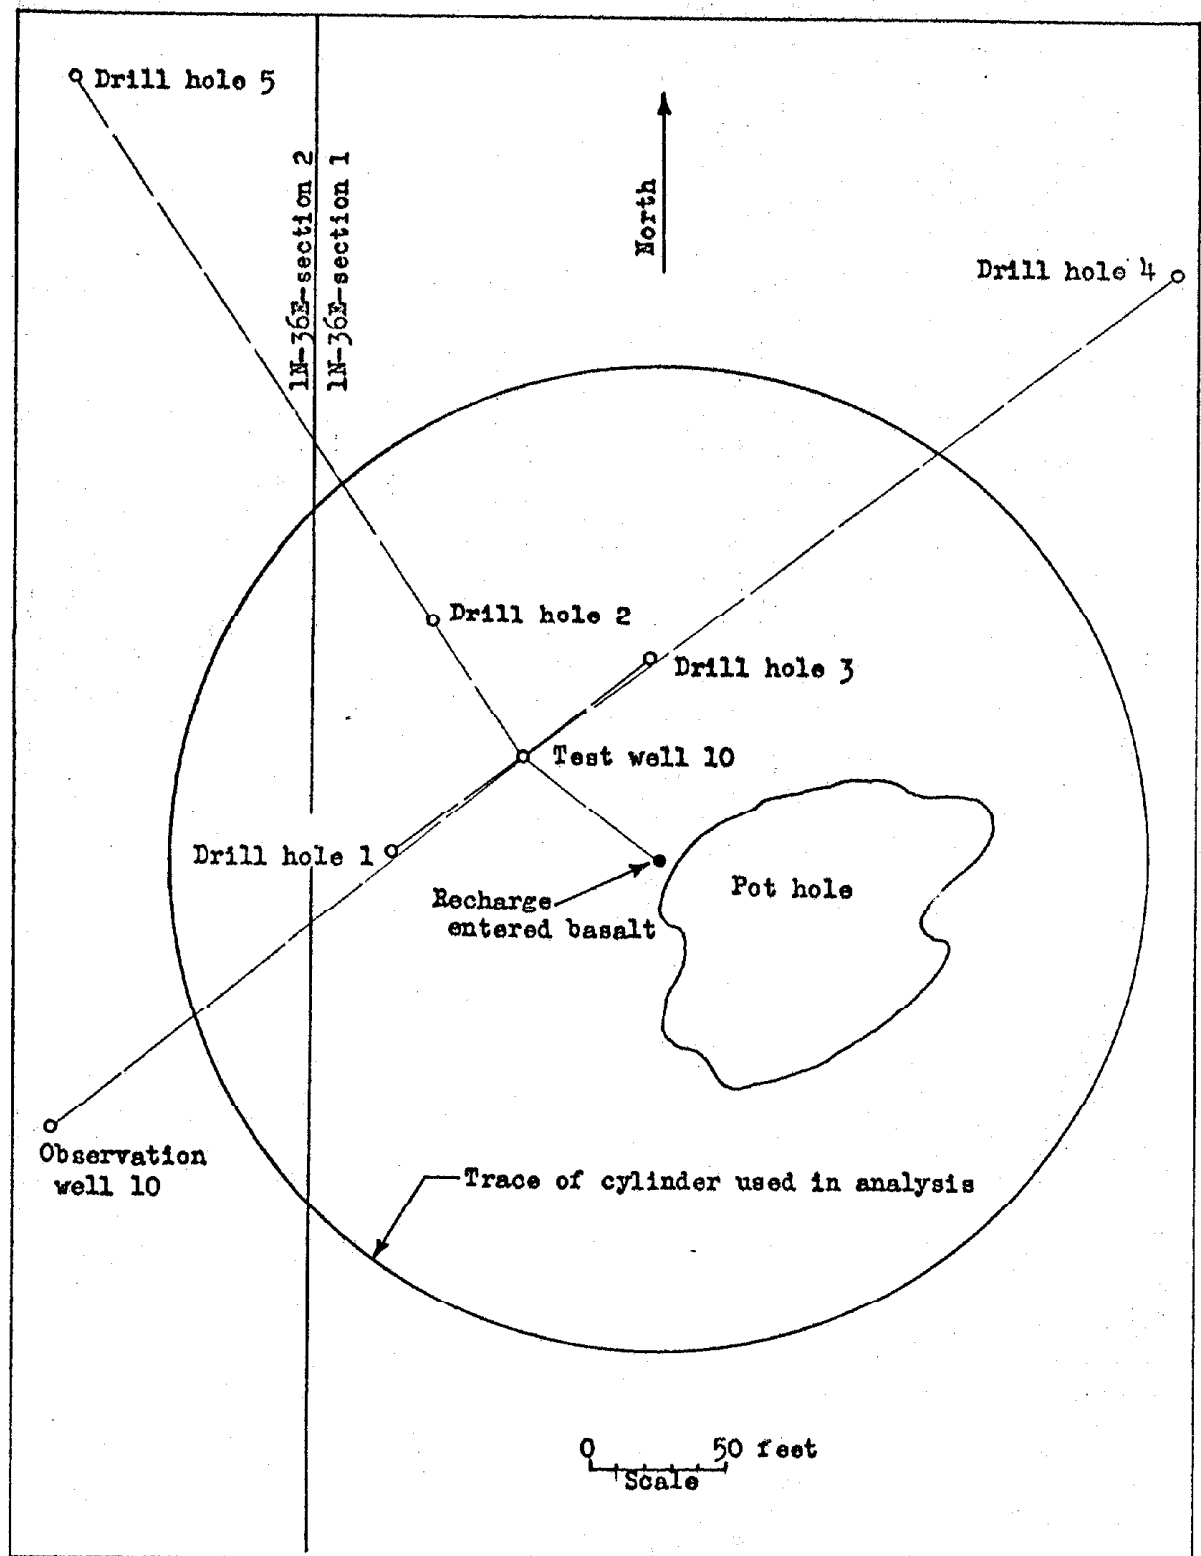 Drill hole 5
1N-36E-section 2
1N-36E-section 1
North
Drill hole 4
Drill hole 2
Drill hole 3
Test well 10
Drill hole 1
Pot hole
Recharge
entered basalt
Observation
well 10
Trace of cylinder used in analysis
0 50 feet
Scale